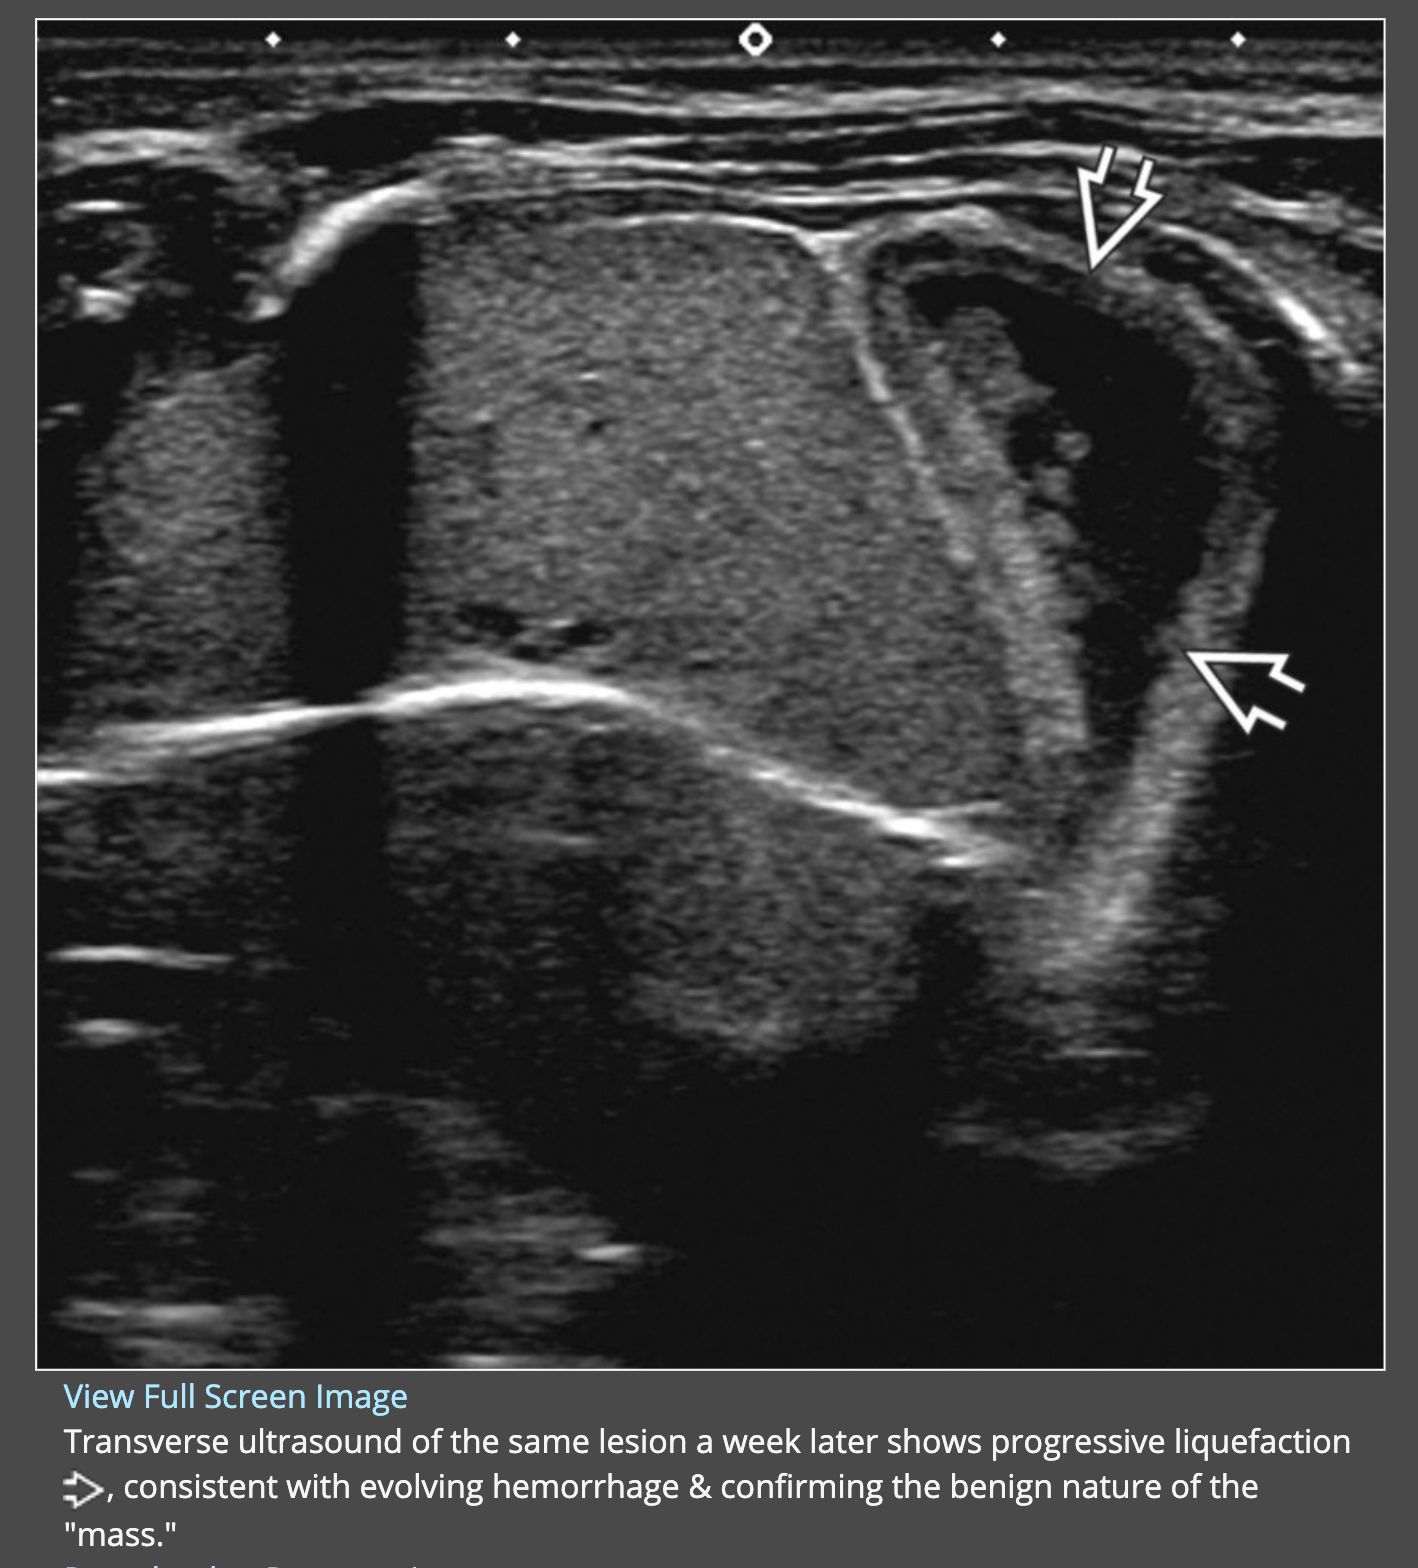 View Full Screen Image
Transverse ultrasound of the same lesion a week later shows progressive liquefaction
, consistent with evolving hemorrhage & confirming the benign nature of the
"mass."